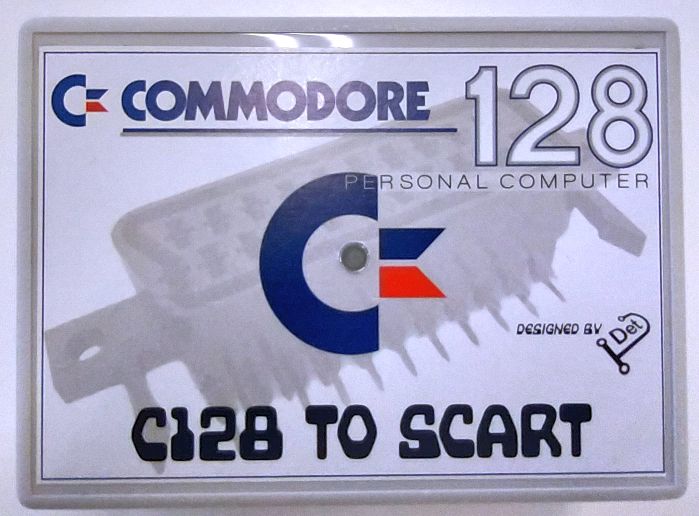 COMMODORE 128
PERSONAL COMPUTER
DESIGNED BY Det
C128 TO SCART